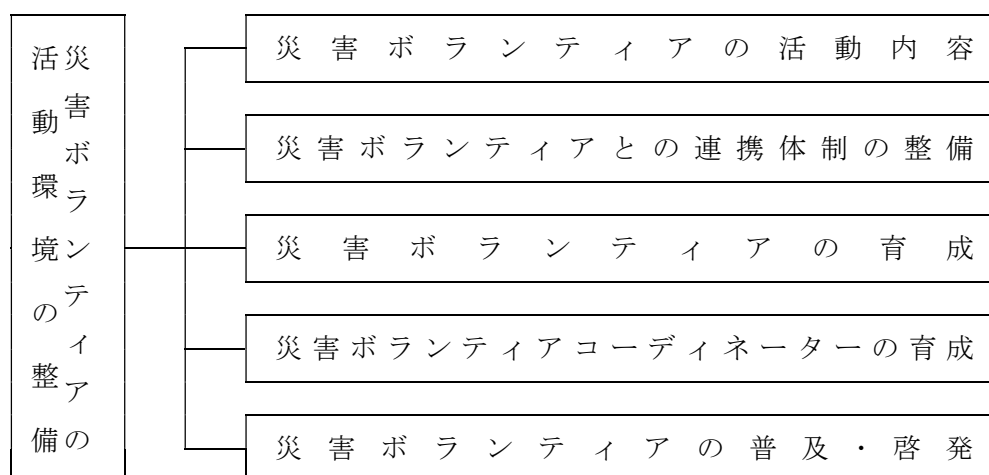 災害ボランティアの
活動環境の整備
災害ボランティアの活動内容
災害ボランティアとの連携体制の整備
災害ボランティアの育成
災害ボランティアコーディネーターの育成
災害ボランティアの普及・啓発